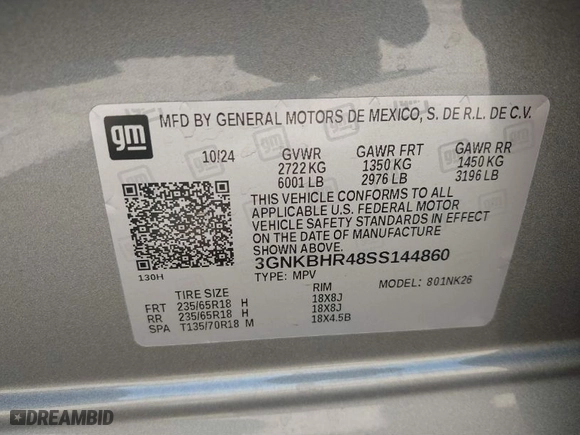 gm
MFD BY GENERAL MOTORS DE MEXICO, S. DE R.L. DE C.V.
10/24 GVWR GAWR FRT GAWR RR
2722 KG 1350 KG 1450 KG
6001 LB 2976 LB 3196 LB
THIS VEHICLE CONFORMS TO ALL
APPLICABLE U.S. FEDERAL MOTOR
VEHICLE SAFETY STANDARDS IN EFFECT
ON THE DATE OF MANUFACTURE
SHOWN ABOVE.
3GNKBHR48SS144860
130H TYPE: MPV MODEL: 801NK26
TIRE SIZE RIM
FRT 235/65R18 H 18X8J
RR 235/65R18 H 18X8J
SPA T135/70R18 M 18X4.5B
DREAMBID